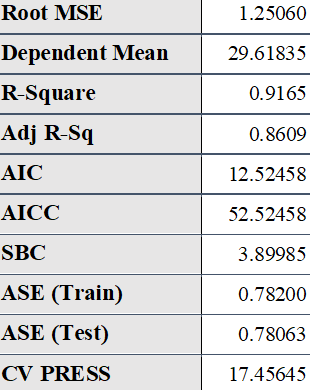 Root MSE 1.25060
Dependent Mean 29.61835
R-Square 0.9165
Adj R-Sq 0.8609
AIC 12.52458
AICC 52.52458
SBC 3.89985
ASE (Train) 0.78200
ASE (Test) 0.78063
CV PRESS 17.45645